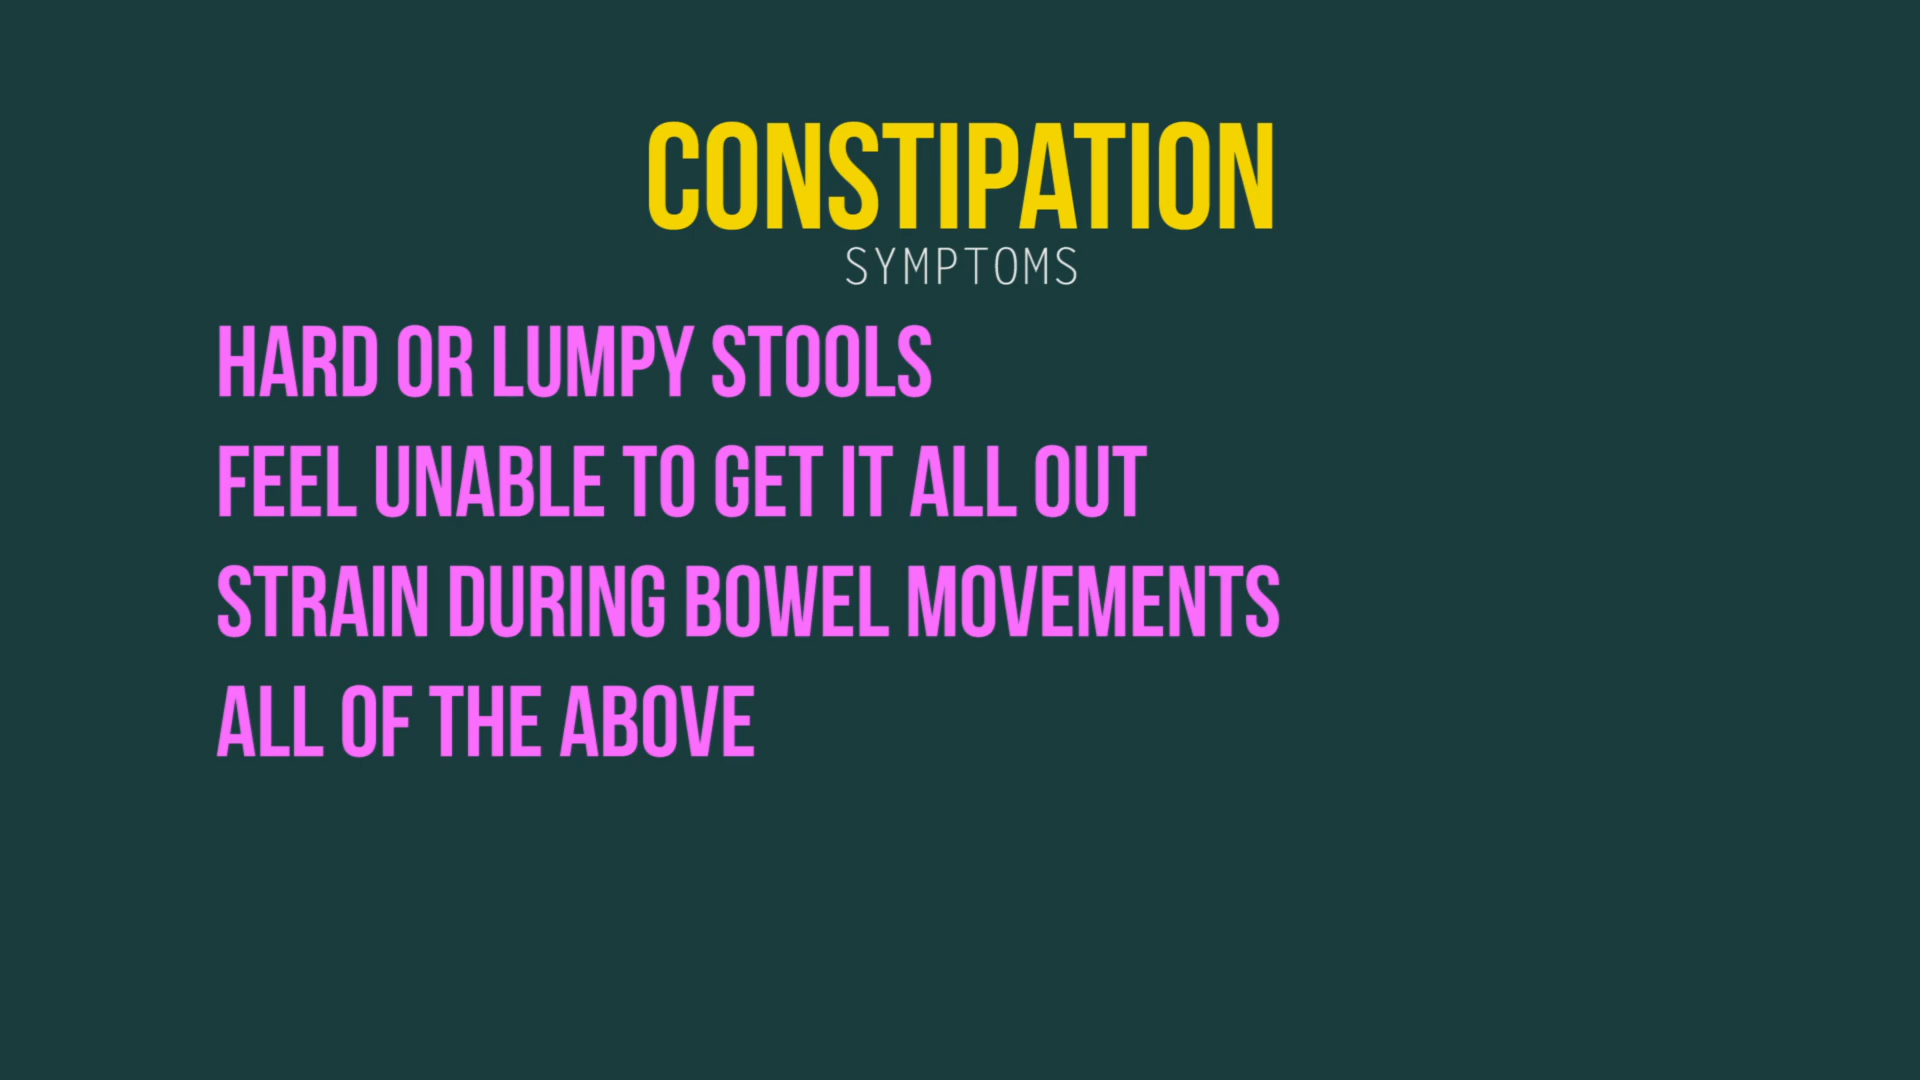 CONSTIPATION
SYMPTOMS
HARD OR LUMPY STOOLS
FEEL UNABLE TO GET IT ALL OUT
STRAIN DURING BOWEL MOVEMENTS
ALL OF THE ABOVE